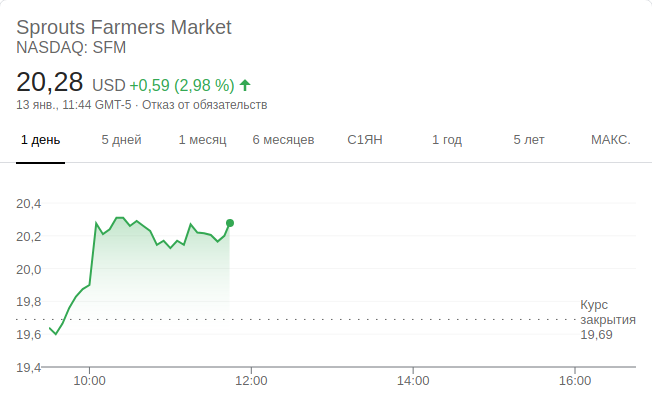 Sprouts Farmers Market
NASDAQ: SFM
20,28 USD +0,59 (2,98 %)
13 янв., 11:44 GMT-5 · Отказ от обязательств
1 день 5 дней 1 месяц 6 месяцев С1ЯН 1 год 5 лет МАКС.
20,4
20,2
20,0
19,8
Курс
закрытия
19,69
19,6
19,4
10:00 12:00 14:00 16:00